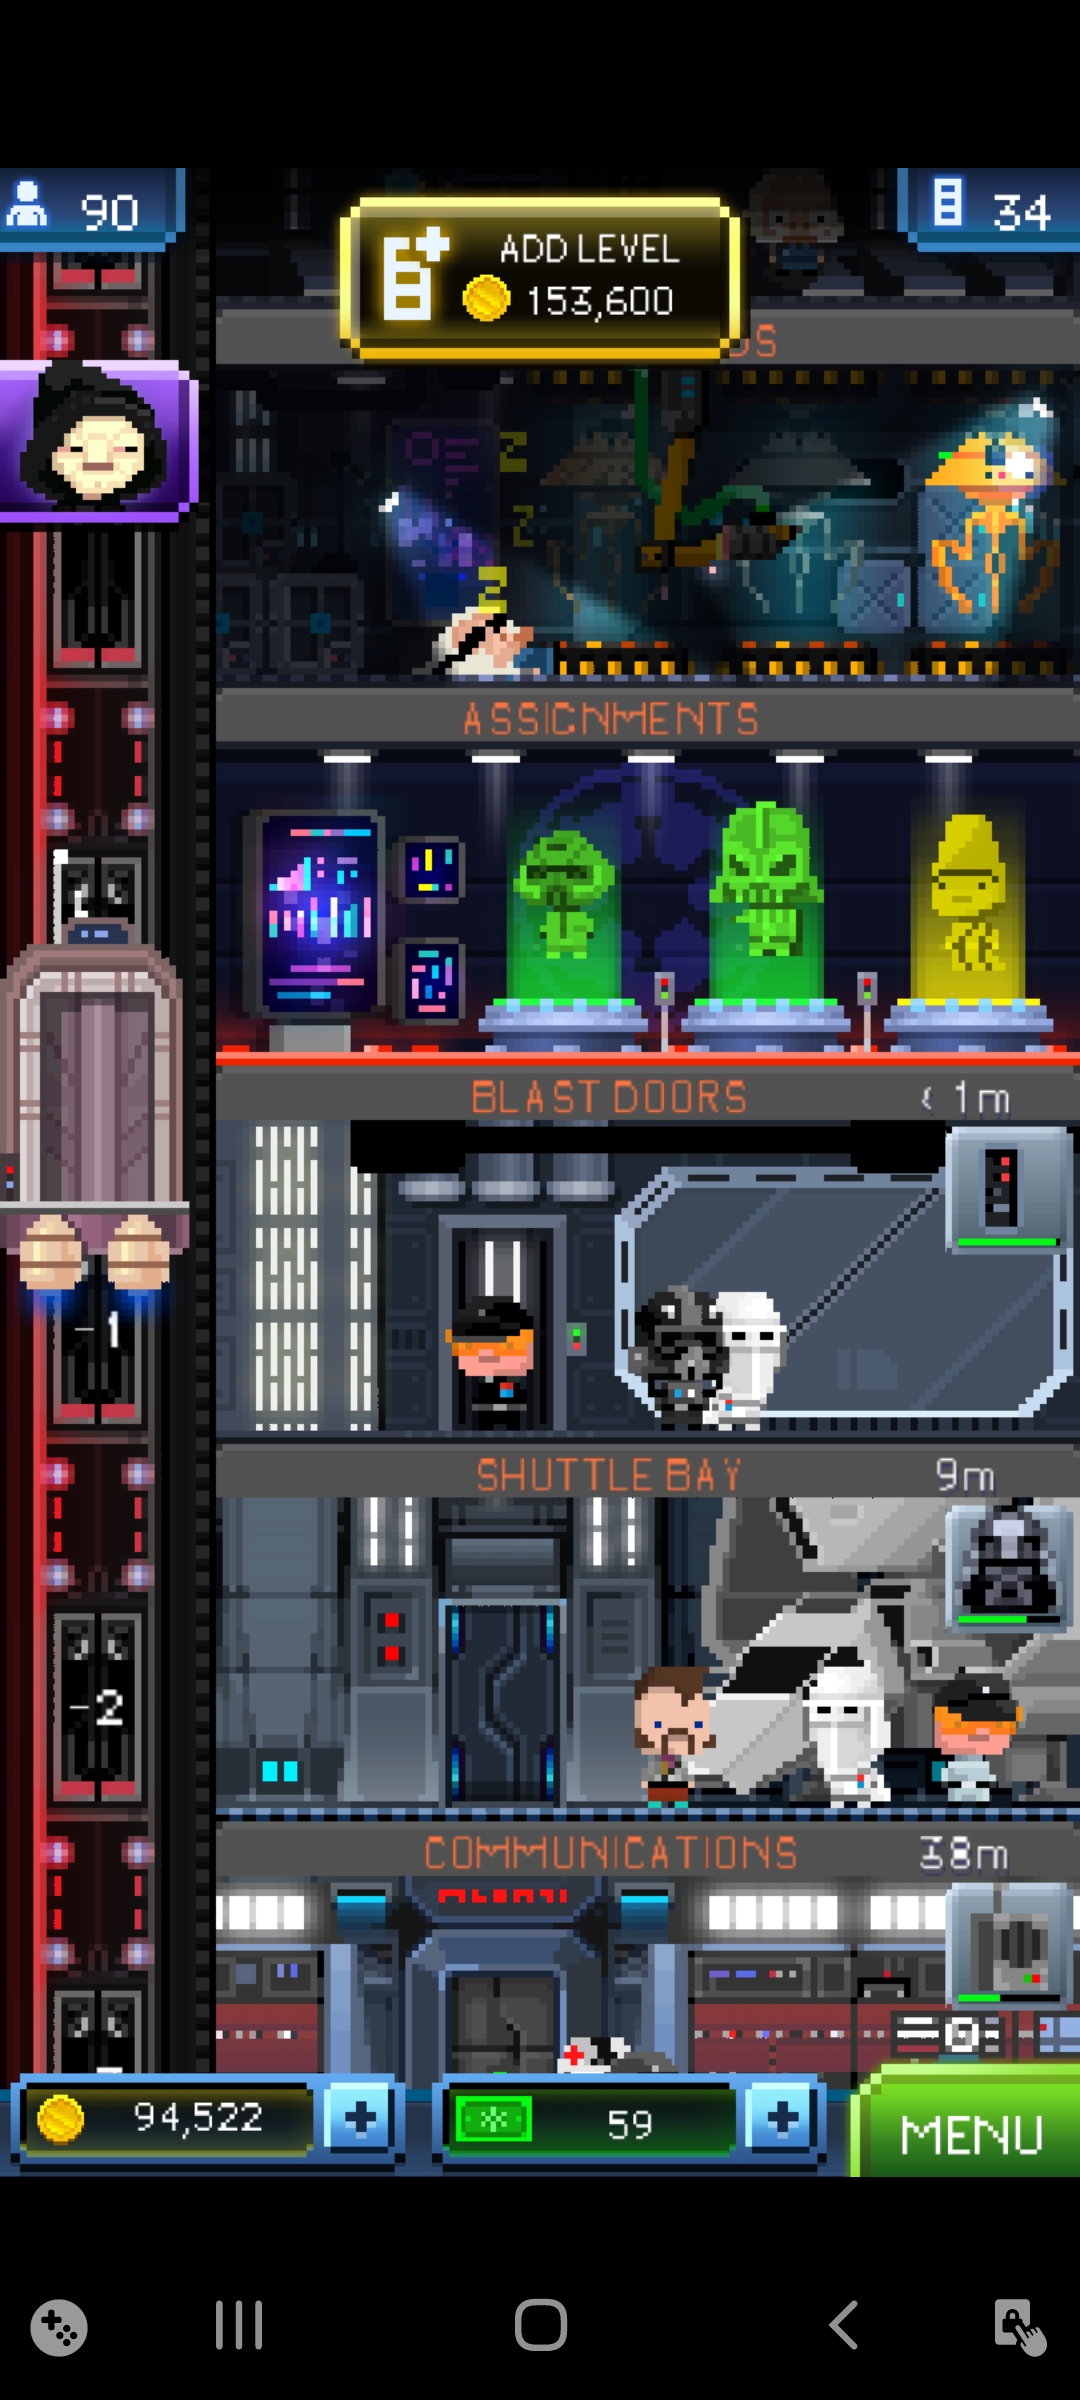 90
ADD LEVEL
153,600
34
ASSIGNMENTS
BLAST DOORS
< 1m
-1
SHUTTLE BAY
9m
-2
COMMUNICATIONS
38m
94,522
59
MENU